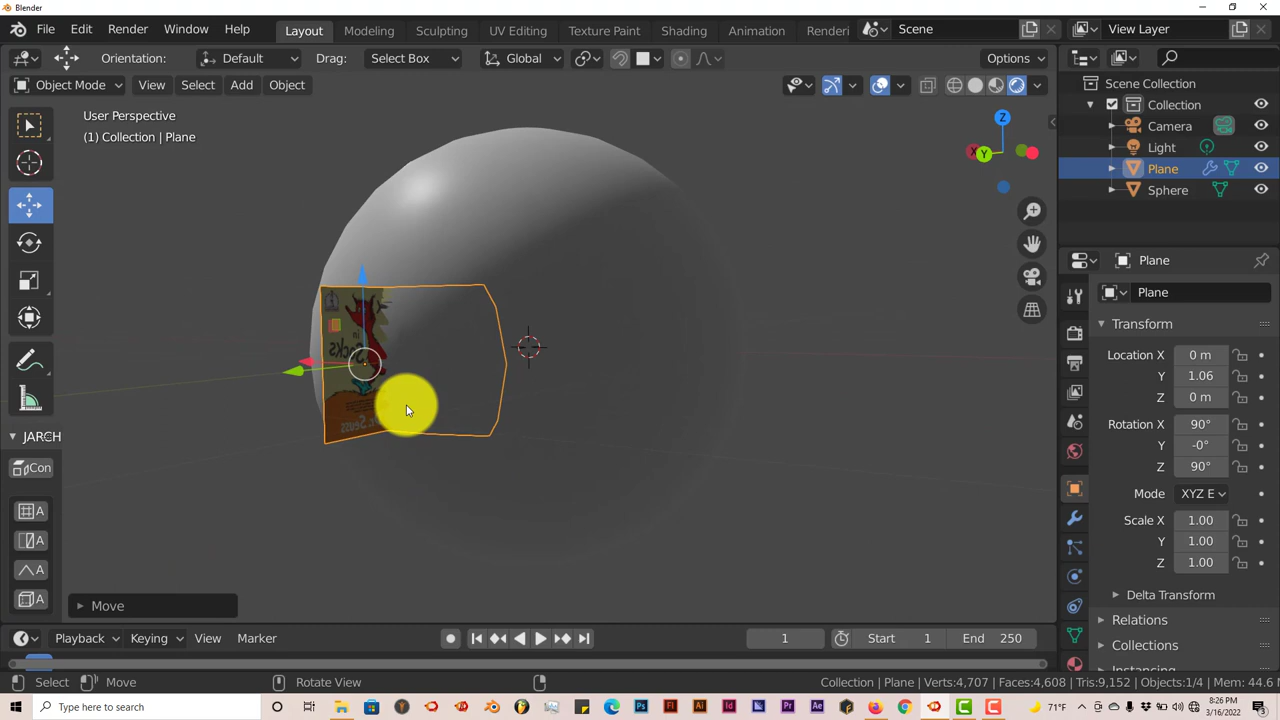 Blender
File Edit Render Window Help Layout Modeling Sculpting UV Editing Texture Paint Shading Animation Renderi Scene View Layer
Orientation: Default Drag: Select Box Global Options
Object Mode View Select Add Object
User Perspective
(1) Collection | Plane
Z
X Y
in
Socks
JARCH
Con
A
A
A
A
Move
Scene Collection
Collection
Camera
Light
Plane
Sphere
Plane
Plane
Transform
Location X 0 m
Y 1.06
Z 0 m
Rotation X 90°
Y -0°
Z 90°
Mode XYZ E
Scale X 1.00
Y 1.00
Z 1.00
Delta Transform
Relations
Collections
Instancing
Playback Keying View Marker 1 Start 1 End 250
Select Move Rotate View Collection | Plane Verts:4,707 | Faces:4,608 | Tris:9,152 | Objects:1/4 | Mem: 44.6 M
Type here to search 71°F 8:26 PM
3/16/2022